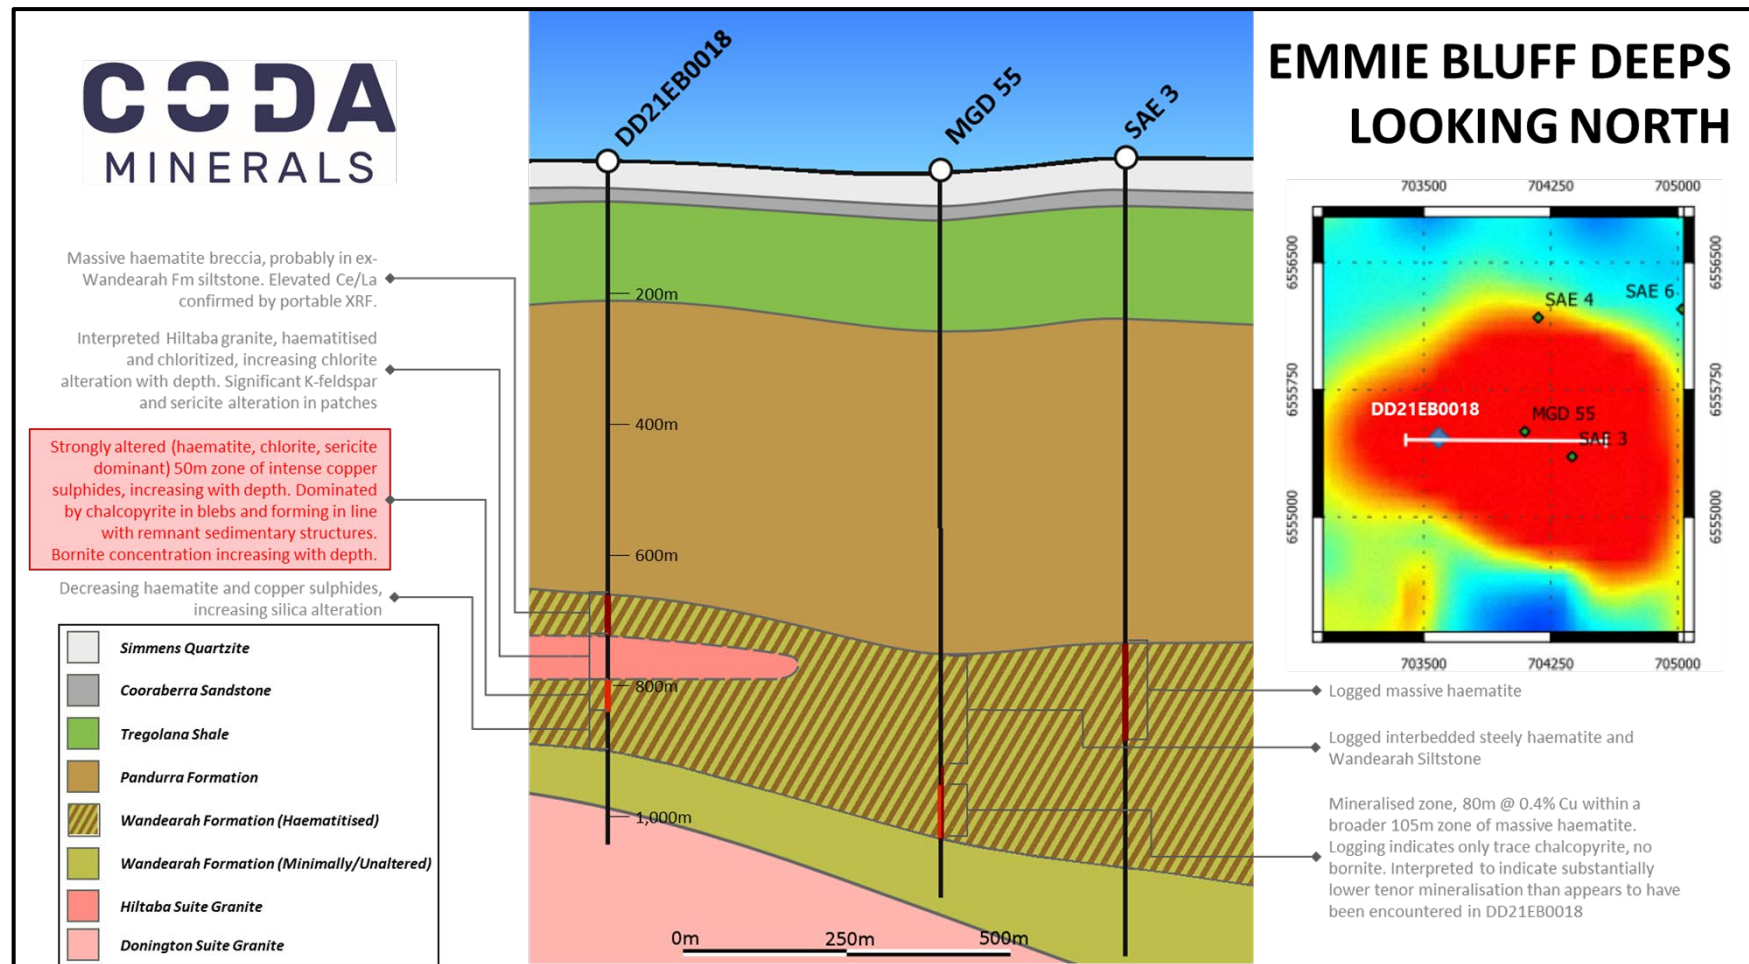 CODA
MINERALS
EMMIE BLUFF DEEPS
LOOKING NORTH
DD21EB0018
MGD 55
SAE 3
Massive haematite breccia, probably in ex-
Wandearah Fm siltstone. Elevated Ce/La
confirmed by portable XRF.
Interpreted Hiltaba granite, haematitised
and chloritized, increasing chlorite
alteration with depth. Significant K-feldspar
and sericite alteration in patches
Strongly altered (haematite, chlorite, sericite
dominant) 50m zone of intense copper
sulphides, increasing with depth. Dominated
by chalcopyrite in blebs and forming in line
with remnant sedimentary structures.
Bornite concentration increasing with depth.
Decreasing haematite and copper sulphides,
increasing silica alteration
Simmens Quartzite
Cooraberra Sandstone
Tregolana Shale
Pandurra Formation
Wandearah Formation (Haematitised)
Wandearah Formation (Minimally/Unaltered)
Hiltaba Suite Granite
Donington Suite Granite
200m
400m
600m
800m
1,000m
0m 250m 500m
703500 704250 705000
6556500 6556500
SAE 4
SAE 6
6555750 6555750
DD21EB0018
MGD 55
SAE 3
6555000 6555000
703500 704250 705000
Logged massive haematite
Logged interbedded steely haematite and
Wandearah Siltstone
Mineralised zone, 80m @ 0.4% Cu within a
broader 105m zone of massive haematite.
Logging indicates only trace chalcopyrite, no
bornite. Interpreted to indicate substantially
lower tenor mineralisation than appears to have
been encountered in DD21EB0018